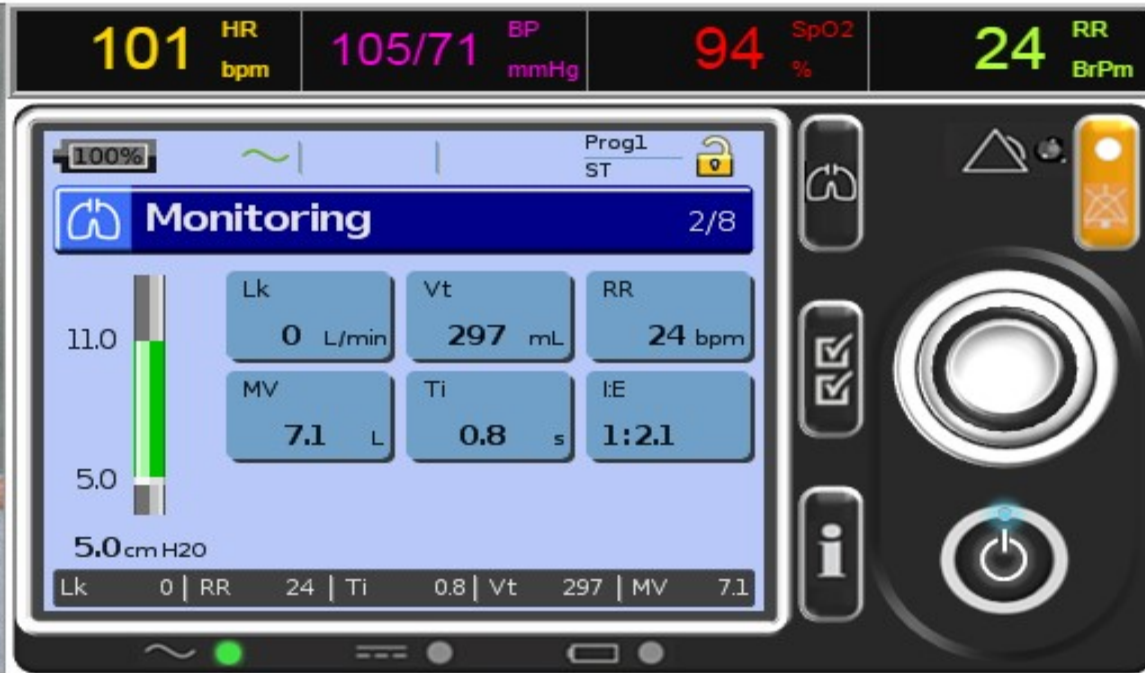 101 HR bpm 105/71 BP mmHg 94 SpO2 % 24 RR BrPm
100% Prog1
ST
Monitoring 2/8
Lk Vt RR
0 L/min 297 mL 24 bpm
11.0
MV Ti I:E
7.1 L 0.8 s 1:2.1
5.0
5.0 cm H2O
Lk 0 | RR 24 | Ti 0.8 | Vt 297 | MV 7.1